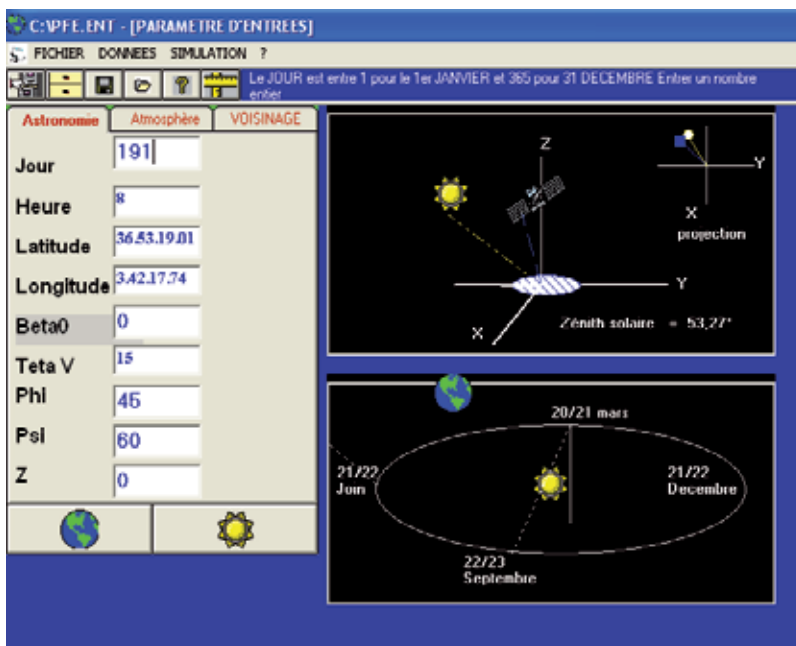 C:\PFE.ENT - [PARAMETRE D'ENTREES]
FICHIER DONNEES SIMULATION ?
Le JOUR est entre 1 pour le 1er JANVIER et 365 pour 31 DECEMBRE Entrer un nombre
entier
Astronomie Atmosphère VOISINAGE
Jour 191
Heure 8
Latitude 36.53.19.01
Longitude 3.42.17.74
Beta0 0
Teta V 15
Phi 45
Psi 60
Z 0
Z
Y
X
projection
Y
X
Zénith solaire = 53,27°
20/21 mars
21/22
Join
21/22
Decembre
22/23
Septembre